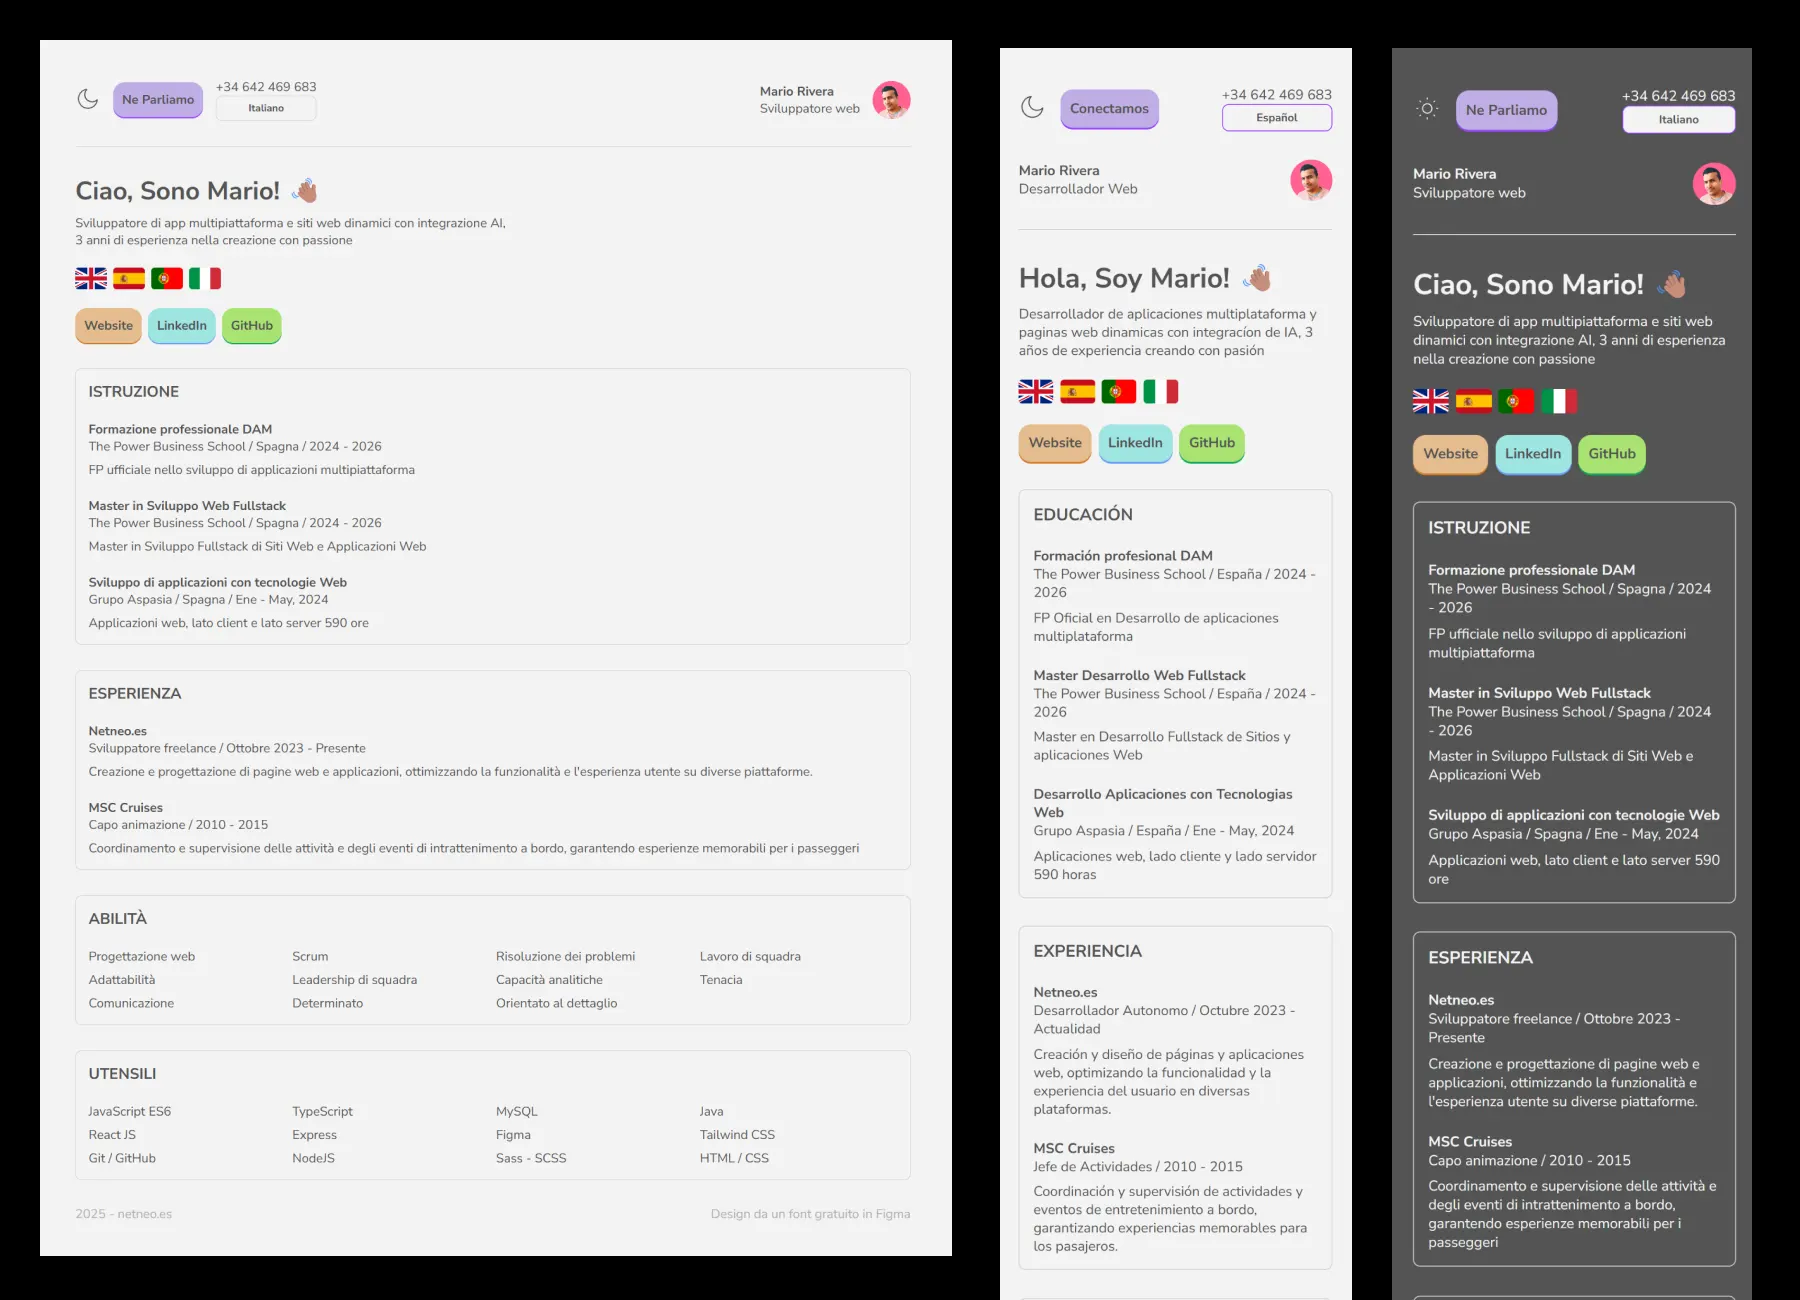 Ne Parliamo
+34 642 469 683
Italiano
Mario Rivera
Sviluppatore web
Ciao, Sono Mario!
Sviluppatore di app multipiattaforma e siti web dinamici con integrazione AI,
3 anni di esperienza nella creazione con passione
Website
LinkedIn
GitHub
ISTRUZIONE
Formazione professionale DAM
The Power Business School / Spagna / 2024 - 2026
FP ufficiale nello sviluppo di applicazioni multipiattaforma
Master in Sviluppo Web Fullstack
The Power Business School / Spagna / 2024 - 2026
Master in Sviluppo Fullstack di Siti Web e Applicazioni Web
Sviluppo di applicazioni con tecnologie Web
Grupo Aspasia / Spagna / Ene - May, 2024
Applicazioni web, lato client e lato server 590 ore
ESPERIENZA
Netneo.es
Sviluppatore freelance / Ottobre 2023 - Presente
Creazione e progettazione di pagine web e applicazioni, ottimizzando la funzionalità e l'esperienza utente su diverse piattaforme.
MSC Cruises
Capo animazione / 2010 - 2015
Coordinamento e supervisione delle attività e degli eventi di intrattenimento a bordo, garantendo esperienze memorabili per i passeggeri
ABILITÀ
Progettazione web
Scrum
Risoluzione dei problemi
Lavoro di squadra
Adattabilità
Leadership di squadra
Capacità analitiche
Tenacia
Comunicazione
Determinato
Orientato al dettaglio
UTENSILI
JavaScript ES6
TypeScript
MySQL
Java
React JS
Express
Figma
Tailwind CSS
Git / GitHub
NodeJS
Sass - SCSS
HTML / CSS
2025 - netneo.es
Design da un font gratuito in Figma
Conectamos
+34 642 469 683
Español
Mario Rivera
Desarrollador Web
Hola, Soy Mario!
Desarrollador de aplicaciones multiplataforma y
paginas web dinamicas con integracíon de IA, 3
años de experiencia creando con pasión
Website
LinkedIn
GitHub
EDUCACIÓN
Formación profesional DAM
The Power Business School / España / 2024 -
2026
FP Oficial en Desarrollo de aplicaciones
multiplataforma
Master Desarrollo Web Fullstack
The Power Business School / España / 2024 -
2026
Master en Desarrollo Fullstack de Sitios y
aplicaciones Web
Desarrollo Aplicaciones con Tecnologias
Web
Grupo Aspasia / España / Ene - May, 2024
Aplicaciones web, lado cliente y lado servidor
590 horas
EXPERIENCIA
Netneo.es
Desarrollador Autonomo / Octubre 2023 -
Actualidad
Creación y diseño de páginas y aplicaciones
web, optimizando la funcionalidad y la
experiencia del usuario en diversas
plataformas.
MSC Cruises
Jefe de Actividades / 2010 - 2015
Coordinación y supervisión de actividades y
eventos de entretenimiento a bordo,
garantizando experiencias memorables para
los pasajeros.
Ne Parliamo
+34 642 469 683
Italiano
Mario Rivera
Sviluppatore web
Ciao, Sono Mario!
Sviluppatore di app multipiattaforma e siti web
dinamici con integrazione AI, 3 anni di esperienza
nella creazione con passione
Website
LinkedIn
GitHub
ISTRUZIONE
Formazione professionale DAM
The Power Business School / Spagna / 2024
- 2026
FP ufficiale nello sviluppo di applicazioni
multipiattaforma
Master in Sviluppo Web Fullstack
The Power Business School / Spagna / 2024
- 2026
Master in Sviluppo Fullstack di Siti Web e
Applicazioni Web
Sviluppo di applicazioni con tecnologie Web
Grupo Aspasia / Spagna / Ene - May, 2024
Applicazioni web, lato client e lato server 590
ore
ESPERIENZA
Netneo.es
Sviluppatore freelance / Ottobre 2023 -
Presente
Creazione e progettazione di pagine web e
applicazioni, ottimizzando la funzionalità e
l'esperienza utente su diverse piattaforme.
MSC Cruises
Capo animazione / 2010 - 2015
Coordinamento e supervisione delle attività e
degli eventi di intrattenimento a bordo,
garantendo esperienze memorabili per i
passeggeri